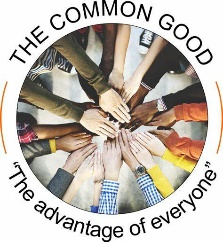 THE COMMON GOOD
"The advantage of everyone"